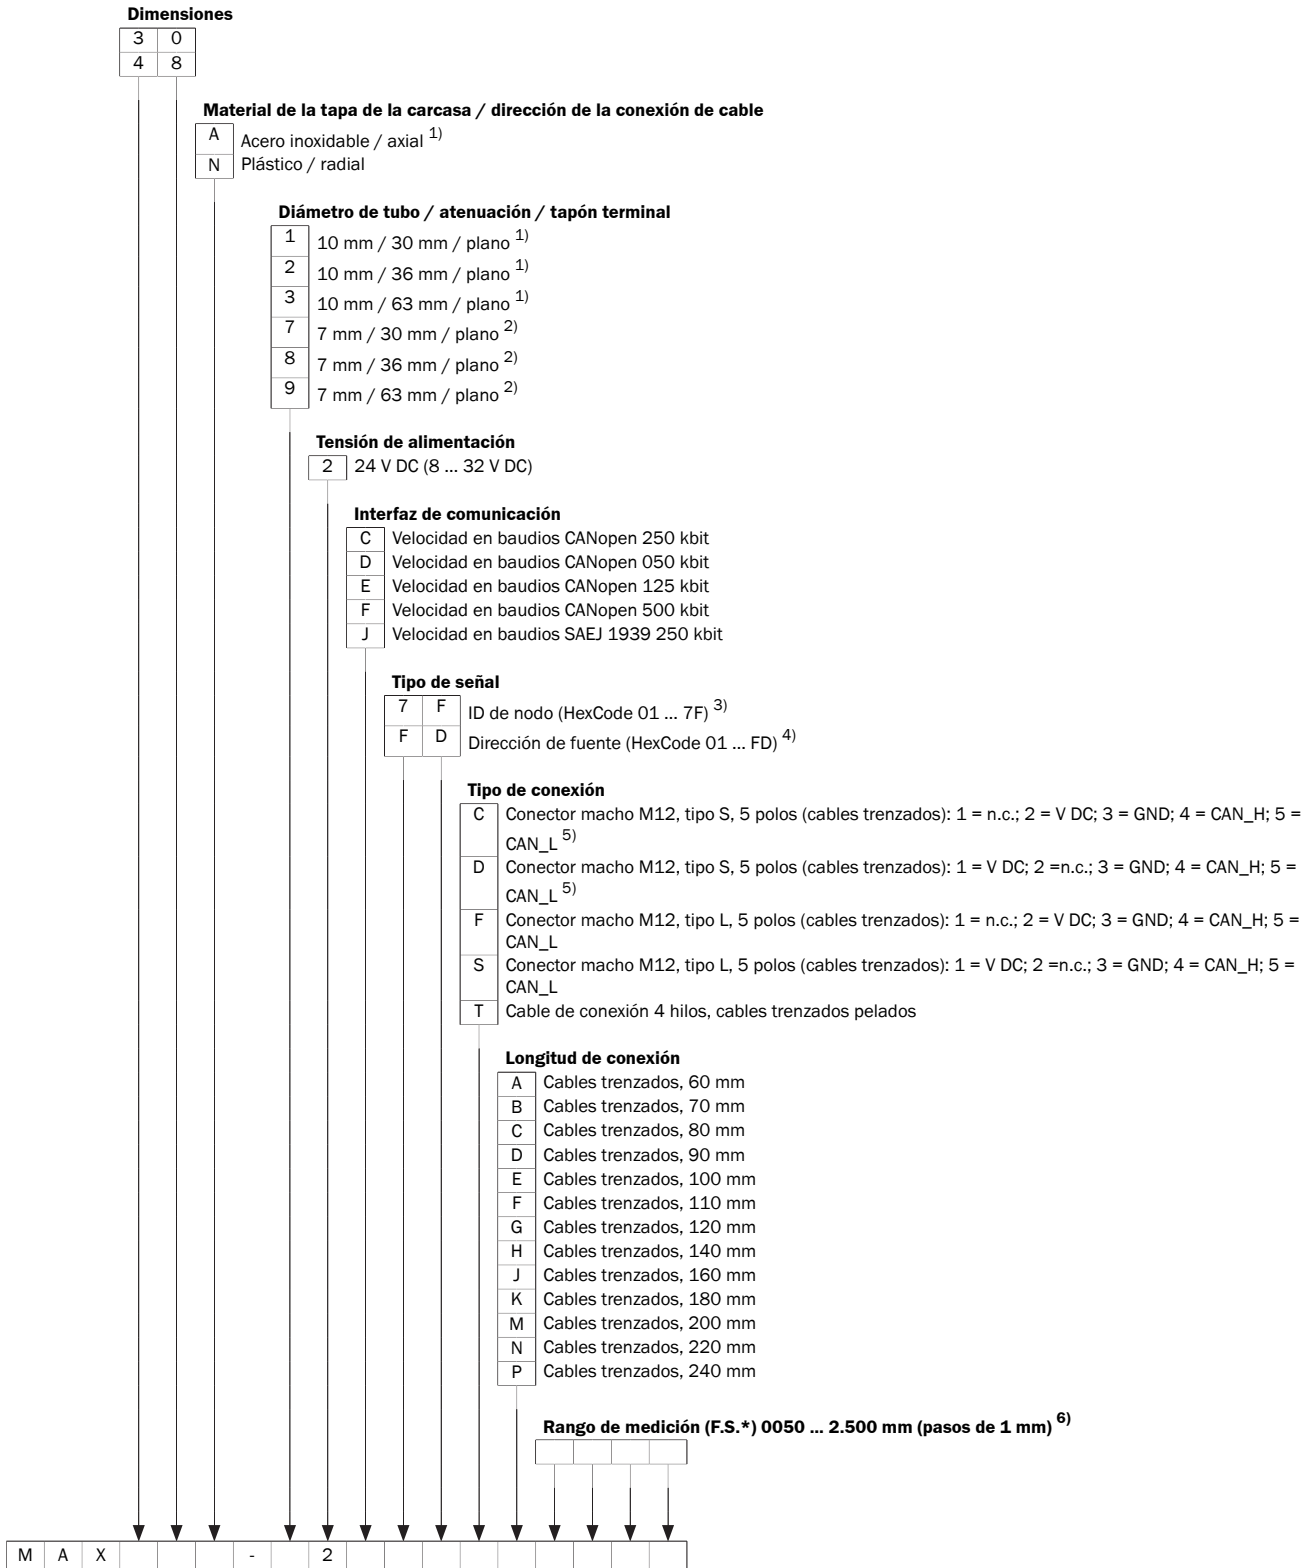 Dimensiones
3 0
4 8
Material de la tapa de la carcasa / dirección de la conexión de cable
A Acero inoxidable / axial 1)
N Plástico / radial
Diámetro de tubo / atenuación / tapón terminal
1 10 mm / 30 mm / plano 1)
2 10 mm / 36 mm / plano 1)
3 10 mm / 63 mm / plano 1)
7 7 mm / 30 mm / plano 2)
8 7 mm / 36 mm / plano 2)
9 7 mm / 63 mm / plano 2)
Tensión de alimentación
2 24 V DC (8 ... 32 V DC)
Interfaz de comunicación
C Velocidad en baudios CANopen 250 kbit
D Velocidad en baudios CANopen 050 kbit
E Velocidad en baudios CANopen 125 kbit
F Velocidad en baudios CANopen 500 kbit
J Velocidad en baudios SAEJ 1939 250 kbit
Tipo de señal
7 F ID de nodo (HexCode 01 ... 7F) 3)
F D Dirección de fuente (HexCode 01 ... FD) 4)
Tipo de conexión
C Conector macho M12, tipo S, 5 polos (cables trenzados): 1 = n.c.; 2 = V DC; 3 = GND; 4 = CAN_H; 5 =
CAN_L 5)
D Conector macho M12, tipo S, 5 polos (cables trenzados): 1 = V DC; 2 =n.c.; 3 = GND; 4 = CAN_H; 5 =
CAN_L 5)
F Conector macho M12, tipo L, 5 polos (cables trenzados): 1 = n.c.; 2 = V DC; 3 = GND; 4 = CAN_H; 5 =
CAN_L
S Conector macho M12, tipo L, 5 polos (cables trenzados): 1 = V DC; 2 =n.c.; 3 = GND; 4 = CAN_H; 5 =
CAN_L
T Cable de conexión 4 hilos, cables trenzados pelados
Longitud de conexión
A Cables trenzados, 60 mm
B Cables trenzados, 70 mm
C Cables trenzados, 80 mm
D Cables trenzados, 90 mm
E Cables trenzados, 100 mm
F Cables trenzados, 110 mm
G Cables trenzados, 120 mm
H Cables trenzados, 140 mm
J Cables trenzados, 160 mm
K Cables trenzados, 180 mm
M Cables trenzados, 200 mm
N Cables trenzados, 220 mm
P Cables trenzados, 240 mm
Rango de medición (F.S.*) 0050 ... 2.500 mm (pasos de 1 mm) 6)
M A X - 2